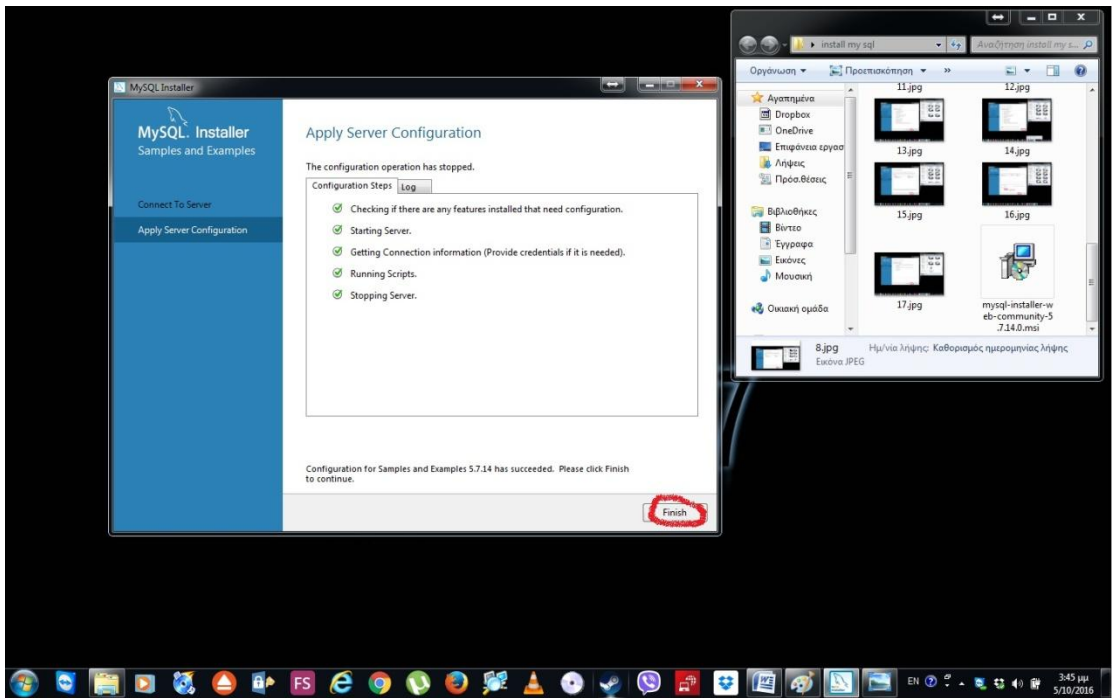 install my sql
Αναζήτηση install my s...
Οργάνωση
Προεπισκόπηση
»
Αγαπημένα
Dropbox
OneDrive
Επιφάνεια εργασ
Λήψεις
Πρόσ.θέσεις
Βιβλιοθήκες
Βίντεο
Έγγραφα
Εικόνες
Μουσική
Οικιακή ομάδα
11.jpg
12.jpg
13.jpg
14.jpg
15.jpg
16.jpg
17.jpg
mysql-installer-w
eb-community-5
.7.14.0.msi
8.jpg
Ημ/νία λήψης: Καθορισμός ημερομηνίας λήψης
Εικόνα JPEG
MySQL Installer
MySQL. Installer
Samples and Examples
Connect To Server
Apply Server Configuration
Apply Server Configuration
The configuration operation has stopped.
Configuration Steps
Log
Checking if there are any features installed that need configuration.
Starting Server.
Getting Connection information (Provide credentials if it is needed).
Running Scripts.
Stopping Server.
Configuration for Samples and Examples 5.7.14 has succeeded. Please click Finish
to continue.
Finish
FS
EN
3:45 μμ
5/10/2016